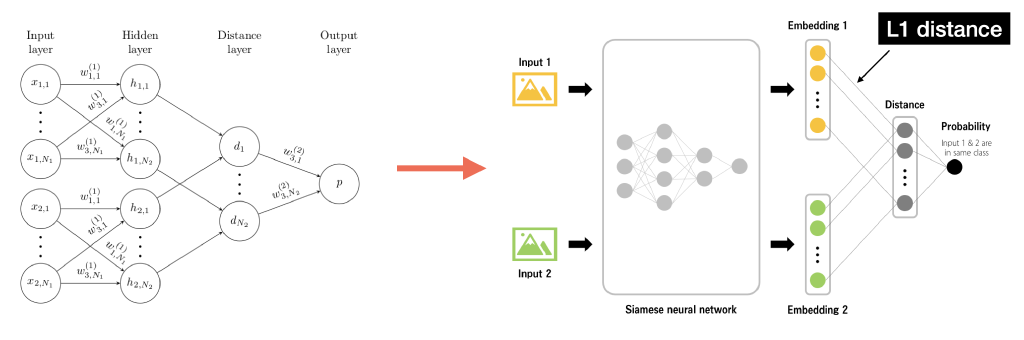 Input
layer
Hidden
layer
Distance
layer
Output
layer
x_{1,1}
w_{1,1}^{(1)}
h_{1,1}
w_{3,1}^{(1)}
w_{1,N_1}^{(1)}
x_{1,N_1}
w_{3,N_1}^{(1)}
h_{1,N_2}
x_{2,1}
w_{1,1}^{(1)}
h_{2,1}
w_{3,1}^{(1)}
w_{1,N_1}^{(1)}
x_{2,N_1}
w_{3,N_1}^{(1)}
h_{2,N_2}
d_1
d_{N_2}
w_{3,1}^{(2)}
w_{3,N_2}^{(2)}
p
Input 1
Input 2
Siamese neural network
Embedding 1
Embedding 2
L1 distance
Distance
Probability
Input 1 & 2 are
in same class